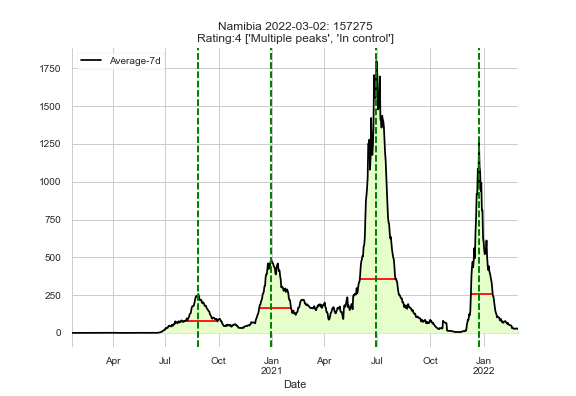 Namibia 2022-03-02: 157275
Rating:4 ['Multiple peaks', 'In control']
Average-7d
1750
1500
1250
1000
750
500
250
0
Apr Jul Oct Jan Apr Jul Oct Jan
2021 2022
Date